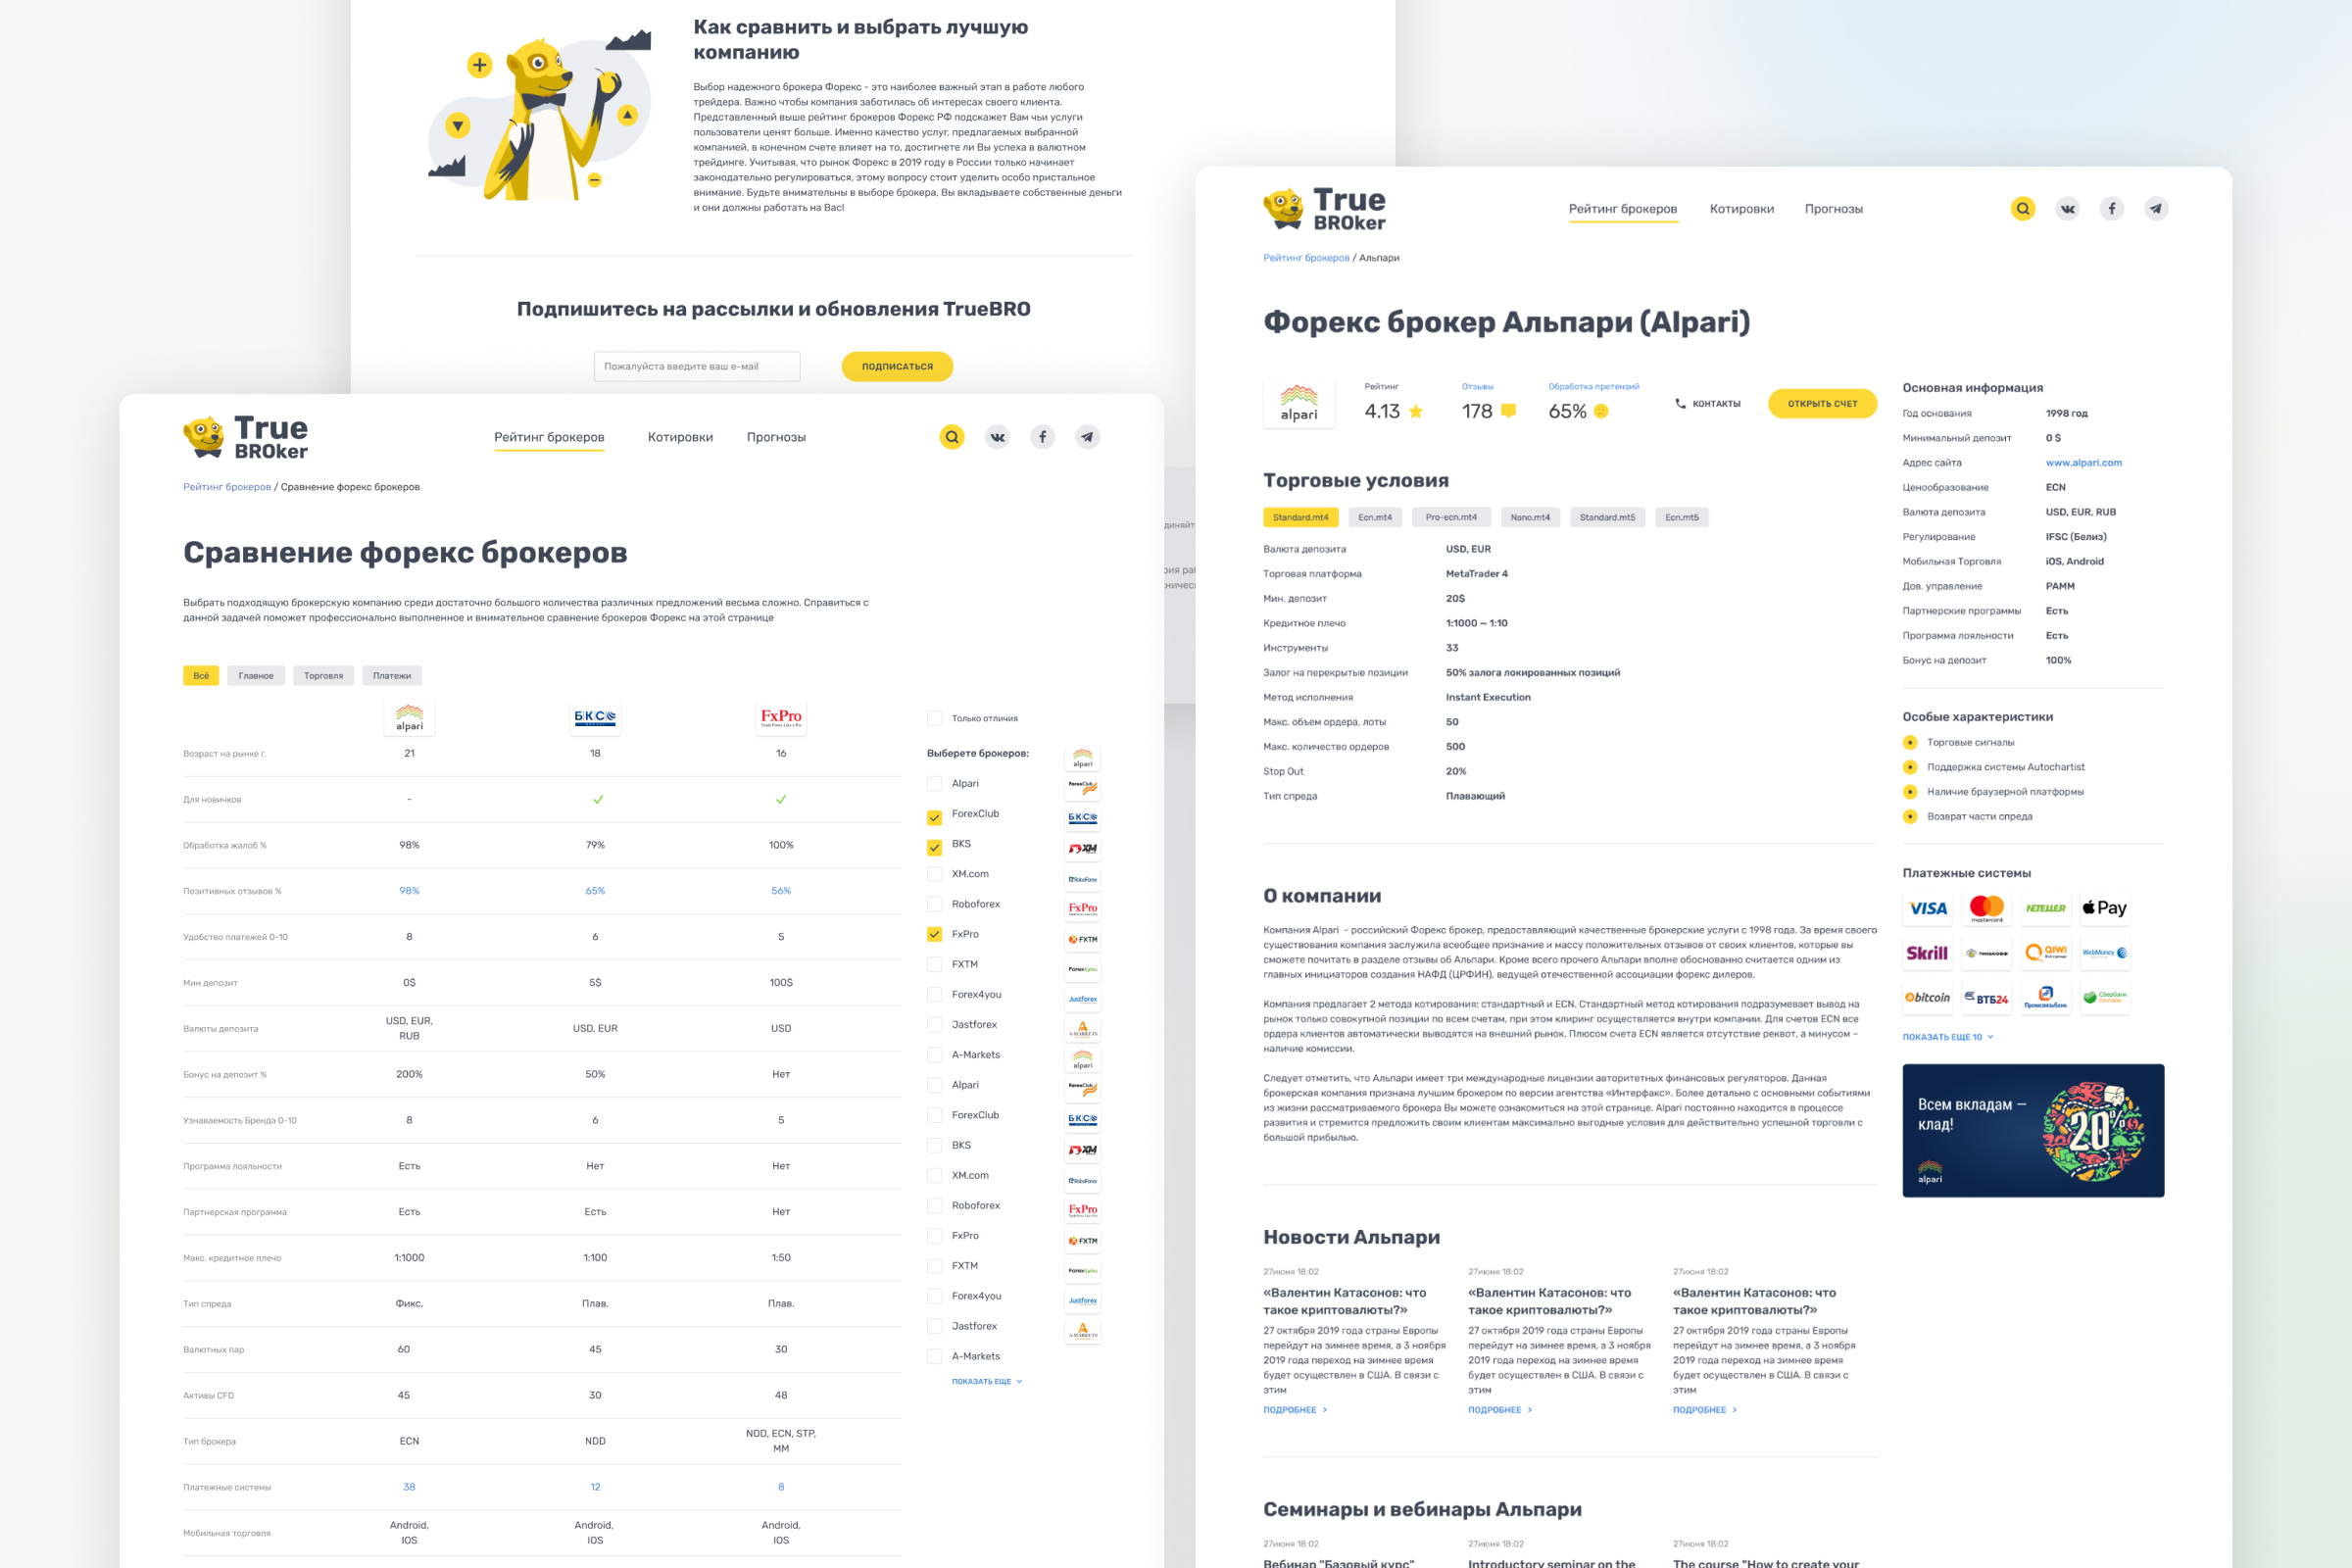 Как сравнить и выбрать лучшую
компанию
Выбор надежного брокера Форекс - это наиболее важный этап в работе любого
трейдера. Важно чтобы компания заботилась об интересах своего клиента.
Представленный выше рейтинг брокеров Форекс РФ подскажет Вам чьи услуги
пользователи ценят больше. Именно качество услуг, предлагаемых выбранной
компанией, в конечном счете влияет на то, достигнете ли Вы успеха в валютном
трейдинге. Учитывая, что рынок Форекс в 2019 году в России только начинает
законодательно регулироваться, этому вопросу стоит уделить особо пристальное
внимание. Будьте внимательны в выборе брокера, Вы вкладываете собственные деньги
и они должны работать на Вас!
Подпишитесь на рассылки и обновления TrueBRO
Пожалуйста введите ваш e-mail
ПОДПИСАТЬСЯ
True
BROker
Рейтинг брокеров
Котировки
Прогнозы
Рейтинг брокеров / Сравнение форекс брокеров
Сравнение форекс брокеров
Выбрать подходящую брокерскую компанию среди достаточно большого количества различных предложений весьма сложно. Справиться с
данной задачей поможет профессионально выполненное и внимательное сравнение брокеров Форекс на этой странице
Всё
Главное
Торговля
Платежи
alpari
БКС
FxPro
Trade Forex Like a Pro
Возраст на рынке г. 21 18 16
Для новичков -
Обработка жалоб % 98% 79% 100%
Позитивных отзывов % 98% 65% 56%
Удобство платежей 0-10 8 6 5
Мин депозит 0$ 5$ 100$
Валюты депозита USD, EUR, RUB USD, EUR USD
Бонус на депозит % 200% 50% Нет
Узнаваемость Бренда 0-10 8 6 5
Программа лояльности Есть Нет Нет
Партнерская программа Есть Есть Нет
Макс. кредитное плечо 1:1000 1:100 1:50
Тип спреда Фикс. Плав. Плав.
Валютных пар 60 45 30
Активы CFD 45 30 48
Тип брокера ECN NDD NDD, ECN, STP, MM
Платежные системы 38 12 8
Мобильная торговля Android, IOS Android, IOS Android, IOS
Только отличия
Выберете брокеров:
alpari
Alpari
ForexClub
ForexClub
БКС
BKS
XM
XM.com
RoboForex
Roboforex
FxPro
FxPro
FXTM
FXTM
Forex4you
Forex4you
Justforex
Jastforex
A-MARKETS
A-Markets
alpari
Alpari
ForexClub
ForexClub
БКС
BKS
XM
XM.com
RoboForex
Roboforex
FxPro
FxPro
FXTM
FXTM
Forex4you
Forex4you
Justforex
Jastforex
A-MARKETS
A-Markets
ПОКАЗАТЬ ЕЩЕ
True
BROker
Рейтинг брокеров
Котировки
Прогнозы
Рейтинг брокеров / Альпари
Форекс брокер Альпари (Alpari)
alpari
Рейтинг
4.13
Отзывы
178
Обработка претензий
65%
КОНТАКТЫ
ОТКРЫТЬ СЧЕТ
Торговые условия
Standard.mt4
Ecn.mt4
Pro-ecn.mt4
Nano.mt4
Standard.mt5
Ecn.mt5
Валюта депозита USD, EUR
Торговая платформа MetaTrader 4
Мин. депозит 20$
Кредитное плечо 1:1000 — 1:10
Инструменты 33
Залог на перекрытые позиции 50% залога локированных позиций
Метод исполнения Instant Execution
Макс. объем ордера, лоты 50
Макс. количество ордеров 500
Stop Out 20%
Тип спреда Плавающий
О компании
Компания Alpari - российский Форекс брокер, предоставляющий качественные брокерские услуги с 1998 года. За время своего
существования компания заслужила всеобщее признание и массу положительных отзывов от своих клиентов, которые вы
сможете почитать в разделе отзывы об Альпари. Кроме всего прочего Альпари вполне обоснованно считается одним из
главных инициаторов создания НАФД (ЦРФИН), ведущей отечественной ассоциации форекс дилеров.
Компания предлагает 2 метода котирования: стандартный и ECN. Стандартный метод котирования подразумевает вывод на
рынок только совокупной позиции по всем счетам, при этом клиринг осуществляется внутри компании. Для счетов ECN все
ордера клиентов автоматически выводятся на внешний рынок. Плюсом счета ECN является отсутствие реквот, а минусом –
наличие комиссии.
Следует отметить, что Альпари имеет три международные лицензии авторитетных финансовых регуляторов. Данная
брокерская компания признана лучшим брокером по версии агентства «Интерфакс». Более детально с основными событиями
из жизни рассматриваемого брокера Вы можете ознакомиться на этой странице. Alpari постоянно находится в процессе
развития и стремится предложить своим клиентам максимально выгодные условия для действительно успешной торговли с
большой прибылью.
Новости Альпари
27июня 18:02
«Валентин Катасонов: что
такое криптовалюты?»
27 октября 2019 года страны Европы
перейдут на зимнее время, а 3 ноября
2019 года переход на зимнее время
будет осуществлен в США. В связи с
этим
ПОДРОБНЕЕ
27июня 18:02
«Валентин Катасонов: что
такое криптовалюты?»
27 октября 2019 года страны Европы
перейдут на зимнее время, а 3 ноября
2019 года переход на зимнее время
будет осуществлен в США. В связи с
этим
ПОДРОБНЕЕ
27июня 18:02
«Валентин Катасонов: что
такое криптовалюты?»
27 октября 2019 года страны Европы
перейдут на зимнее время, а 3 ноября
2019 года переход на зимнее время
будет осуществлен в США. В связи с
этим
ПОДРОБНЕЕ
Семинары и вебинары Альпари
27июня 18:02
Вебинар "Базовый курс"
27июня 18:02
Introductory seminar on the
27июня 18:02
The course "How to create your
Основная информация
Год основания 1998 год
Минимальный депозит 0 $
Адрес сайта www.alpari.com
Ценообразование ECN
Валюта депозита USD, EUR, RUB
Регулирование IFSC (Белиз)
Мобильная Торговля iOS, Android
Дов. управление PAMM
Партнерские программы Есть
Программа лояльности Есть
Бонус на депозит 100%
Особые характеристики
Торговые сигналы
Поддержка системы Autochartist
Наличие браузерной платформы
Возврат части спреда
Платежные системы
VISA
mastercard
NETELLER
Pay
Skrill
ТИНЬКОФФ
QIWI
WebMoney
bitcoin
ВТБ24
Промсвязьбанк
Сбербанк Онлайн
ПОКАЗАТЬ ЕЩЕ 10
Всем вкладам —
клад!
20%
alpari